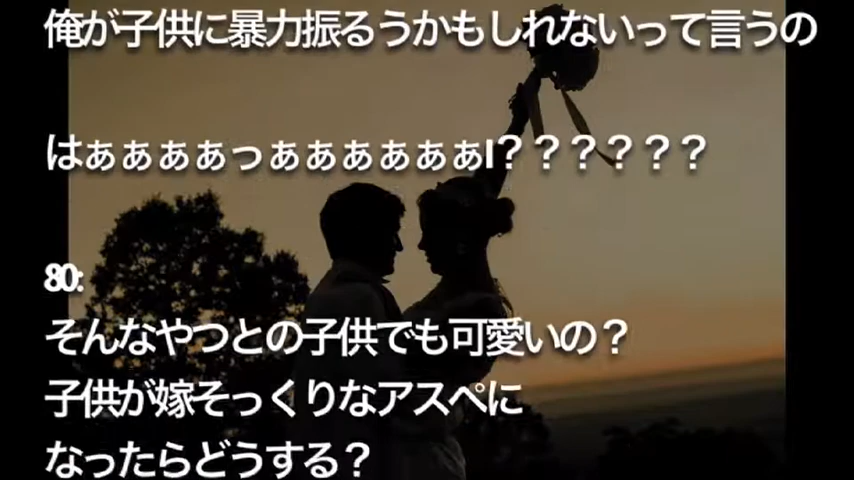 俺が子供に暴力振るうかもしれないって言うの
はぁぁぁぁっぁぁぁぁぁぁl??????
80:
そんなやつとの子供でも可愛いの?
子供が嫁そっくりなアスペに
なったらどうする?